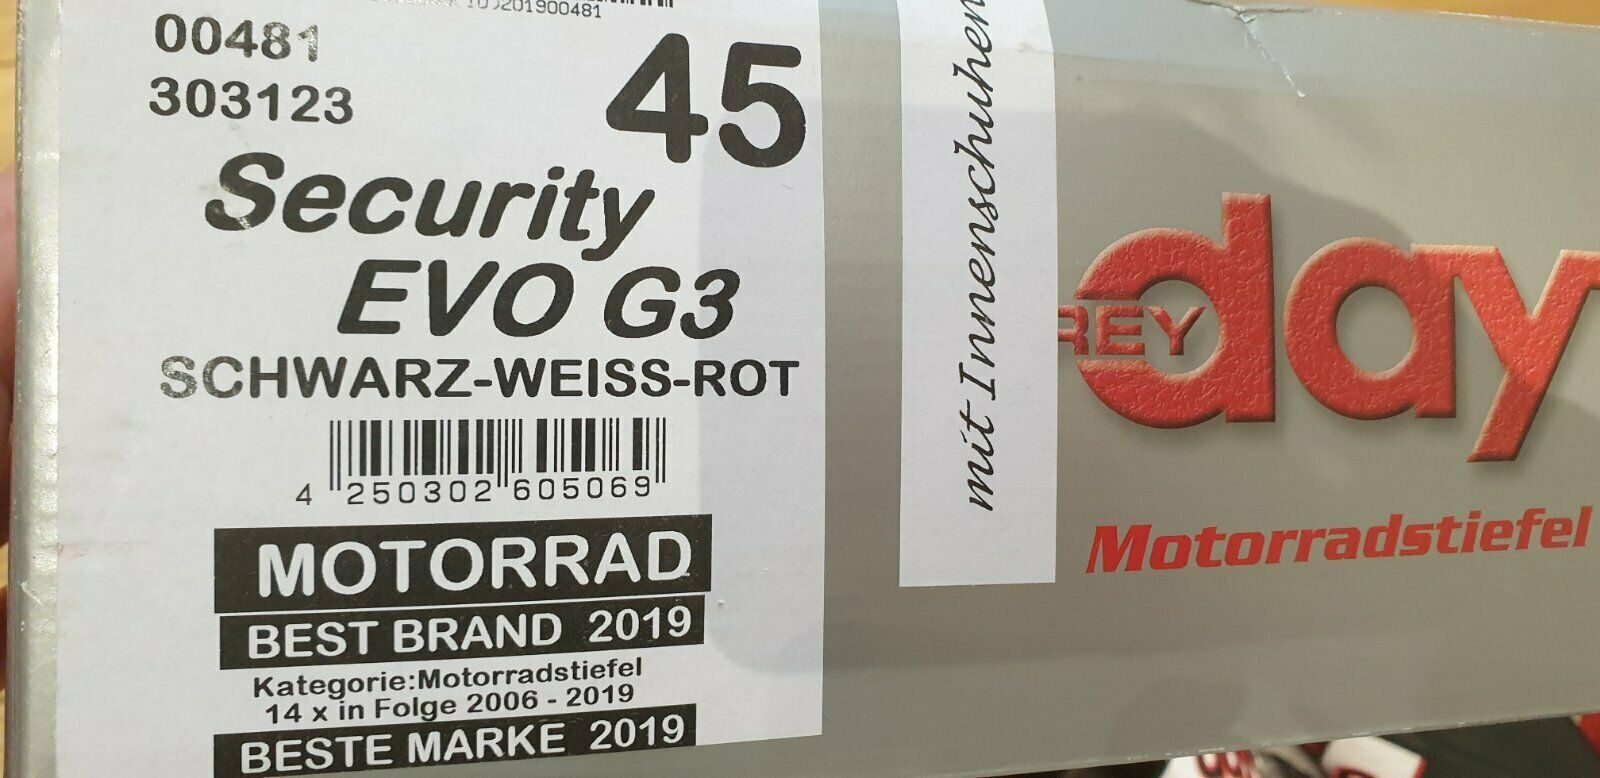 201900481
00481
303123
45
Security
EVO G3
SCHWARZ-WEISS-ROT
4 250302 605069
MOTORRAD
BEST BRAND 2019
Kategorie:Motorradstiefel
14 x in Folge 2006 - 2019
BESTE MARKE 2019
mit Innenschuhen
REY
day
Motorradstiefel